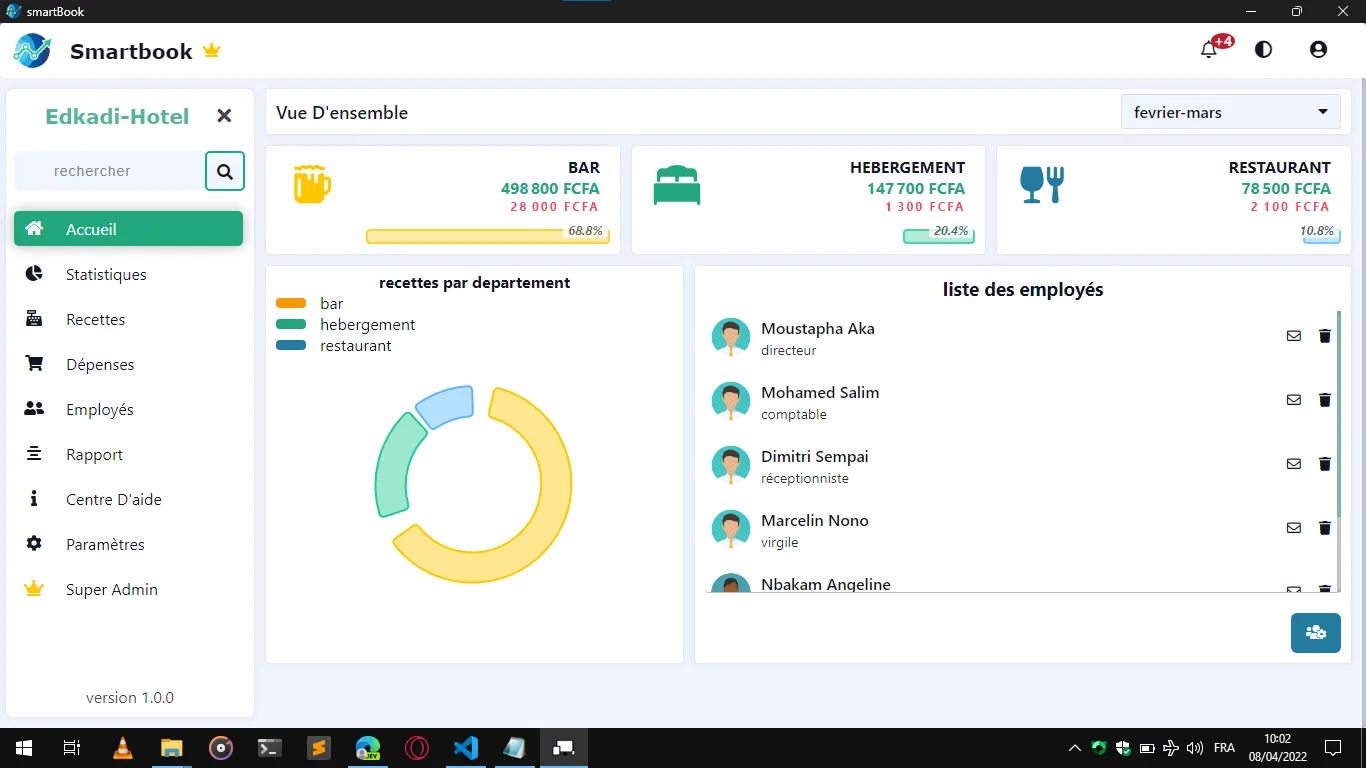 smartBook
Smartbook
+4
Edkadi-Hotel
rechercher
Accueil
Statistiques
Recettes
Dépenses
Employés
Rapport
Centre D'aide
Paramètres
Super Admin
version 1.0.0
Vue D'ensemble
fevrier-mars
BAR
498 800 FCFA
28 000 FCFA
68.8%
HEBERGEMENT
147 700 FCFA
1 300 FCFA
20.4%
RESTAURANT
78 500 FCFA
2 100 FCFA
10.8%
recettes par departement
bar
hebergement
restaurant
liste des employés
Moustapha Aka
directeur
Mohamed Salim
comptable
Dimitri Sempai
réceptionniste
Marcelin Nono
virgile
Nbakam Angeline
FRA
10:02
08/04/2022